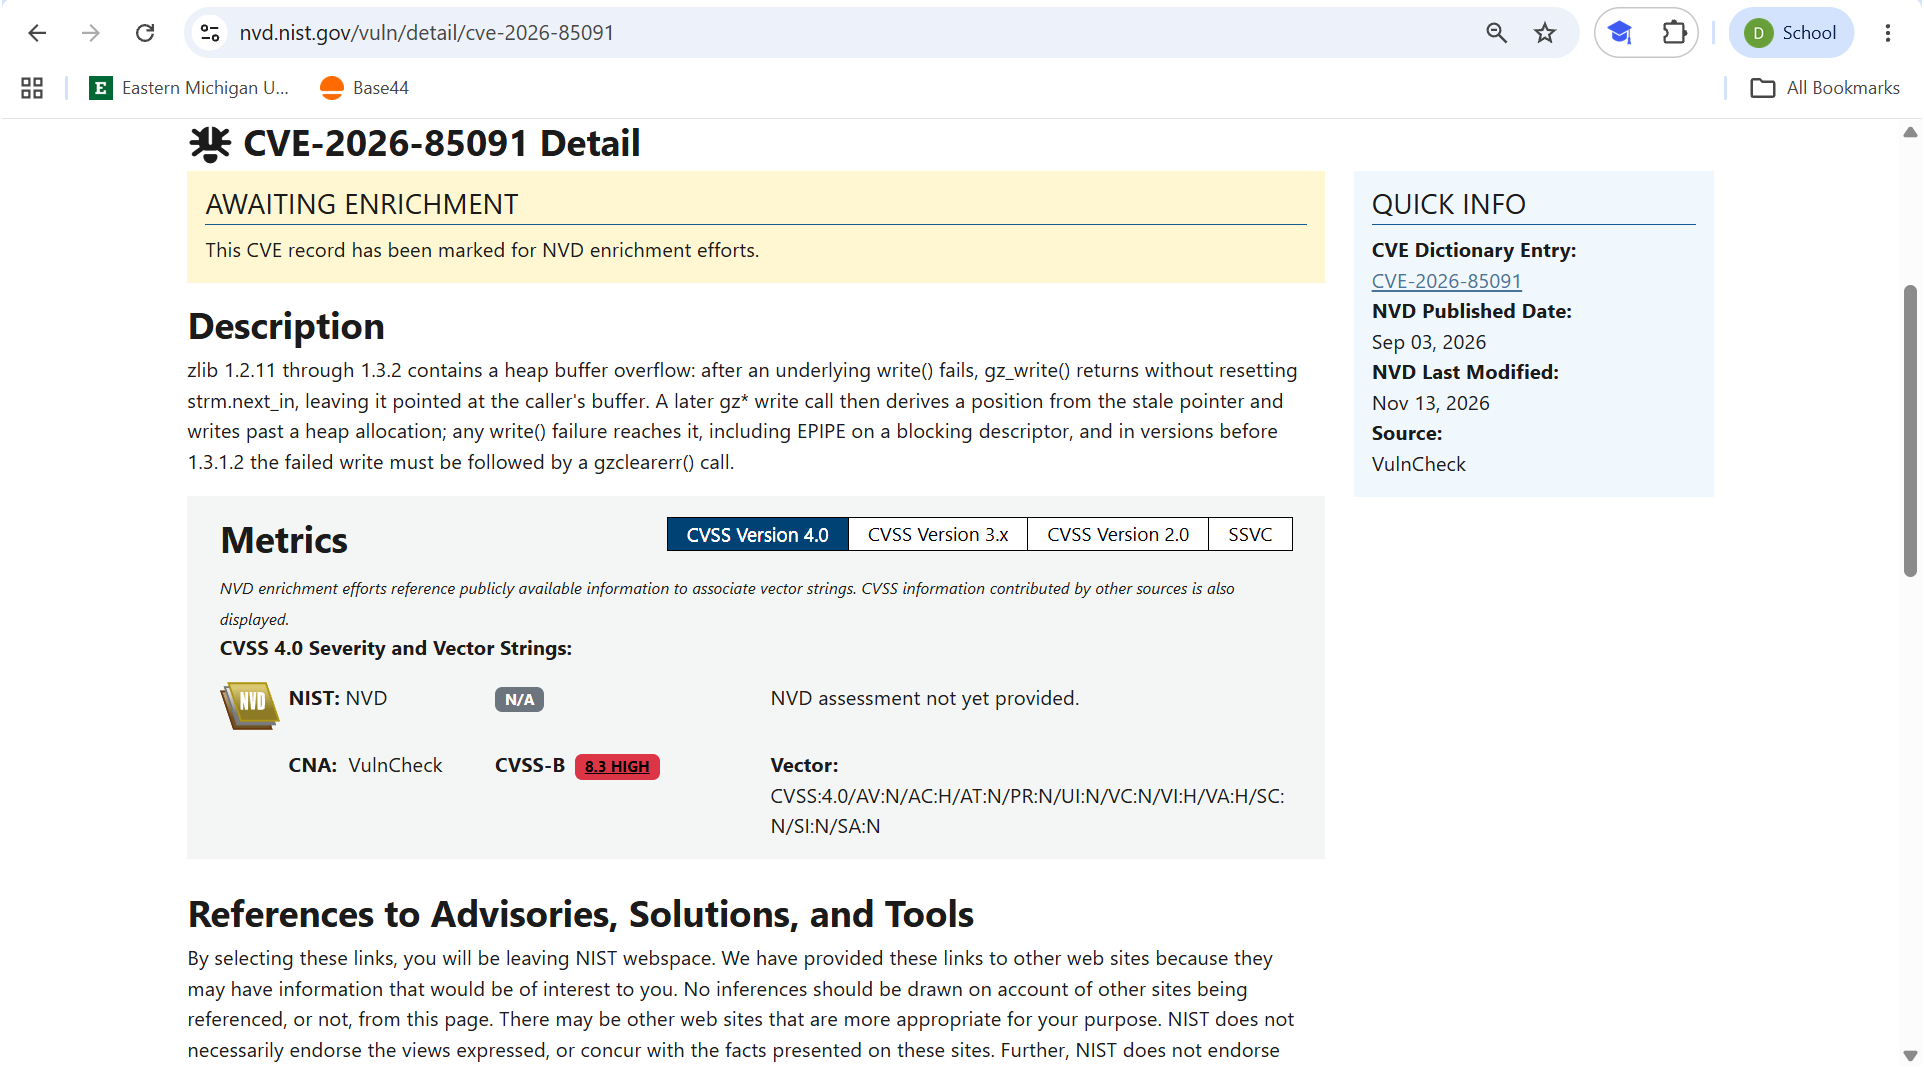 nvd.nist.gov/vuln/detail/cve-2026-85091
D School
E Eastern Michigan U...
Base44
All Bookmarks
CVE-2026-85091 Detail
AWAITING ENRICHMENT
This CVE record has been marked for NVD enrichment efforts.
Description
zlib 1.2.11 through 1.3.2 contains a heap buffer overflow: after an underlying write() fails, gz_write() returns without resetting
strm.next_in, leaving it pointed at the caller's buffer. A later gz* write call then derives a position from the stale pointer and
writes past a heap allocation; any write() failure reaches it, including EPIPE on a blocking descriptor, and in versions before
1.3.1.2 the failed write must be followed by a gzclearerr() call.
Metrics
CVSS Version 4.0
CVSS Version 3.x
CVSS Version 2.0
SSVC
NVD enrichment efforts reference publicly available information to associate vector strings. CVSS information contributed by other sources is also
displayed.
CVSS 4.0 Severity and Vector Strings:
NVD
NIST: NVD
N/A
NVD assessment not yet provided.
CNA: VulnCheck
CVSS-B 8.3 HIGH
Vector:
CVSS:4.0/AV:N/AC:H/AT:N/PR:N/UI:N/VC:N/VI:H/VA:H/SC:
N/SI:N/SA:N
References to Advisories, Solutions, and Tools
By selecting these links, you will be leaving NIST webspace. We have provided these links to other web sites because they
may have information that would be of interest to you. No inferences should be drawn on account of other sites being
referenced, or not, from this page. There may be other web sites that are more appropriate for your purpose. NIST does not
necessarily endorse the views expressed, or concur with the facts presented on these sites. Further, NIST does not endorse
QUICK INFO
CVE Dictionary Entry:
CVE-2026-85091
NVD Published Date:
Sep 03, 2026
NVD Last Modified:
Nov 13, 2026
Source:
VulnCheck